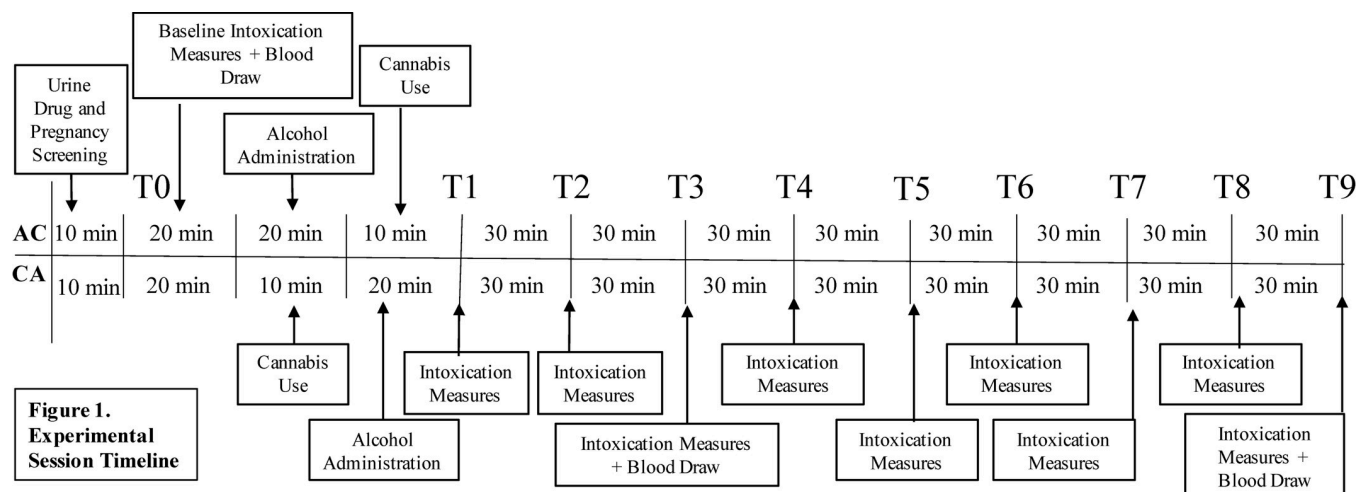 Baseline Intoxication
Measures + Blood
Draw
Cannabis
Use
Urine
Drug and
Pregnancy
Screening
Alcohol
Administration
T0 T1 T2 T3 T4 T5 T6 T7 T8 T9
AC 10 min 20 min 20 min 10 min 30 min 30 min 30 min 30 min 30 min 30 min 30 min 30 min
CA 10 min 20 min 10 min 20 min 30 min 30 min 30 min 30 min 30 min 30 min 30 min 30 min
Cannabis
Use
Alcohol
Administration
Intoxication
Measures
Intoxication
Measures
Intoxication Measures
+ Blood Draw
Intoxication
Measures
Intoxication
Measures
Intoxication
Measures
Intoxication
Measures
Intoxication
Measures
Intoxication
Measures +
Blood Draw
Figure 1.
Experimental
Session Timeline